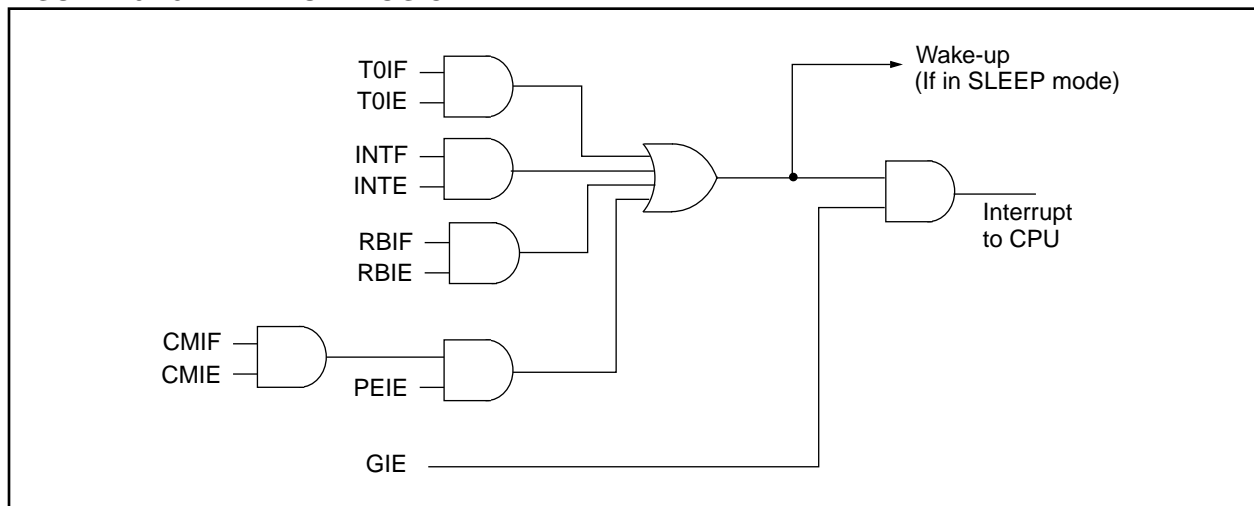 T0IF
T0IE
INTF
INTE
RBIF
RBIE
CMIF
CMIE
PEIE
GIE
Wake-up
(If in SLEEP mode)
Interrupt
to CPU